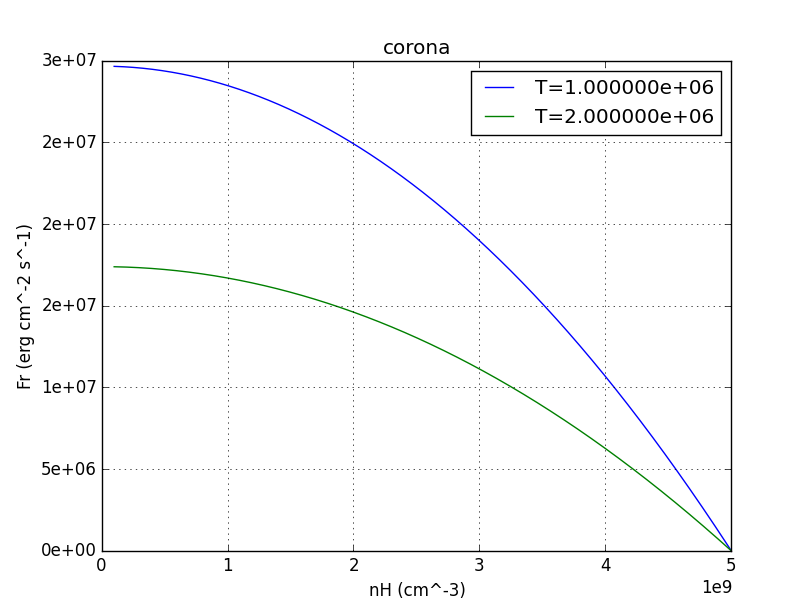 corona
3e+07
2e+07
2e+07
2e+07
1e+07
5e+06
0e+00
Fr (erg cm^-2 s^-1)
T=1.000000e+06
T=2.000000e+06
0 1 2 3 4 5
1e9
nH (cm^-3)